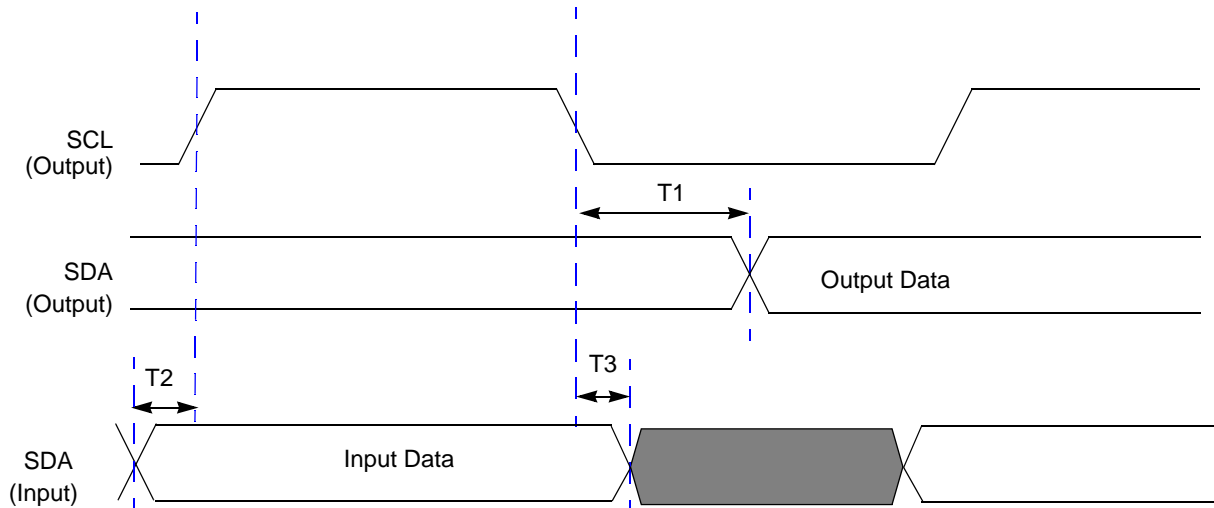 SCL
(Output)
T1
SDA
(Output)
Output Data
T2
T3
SDA
(Input)
Input Data